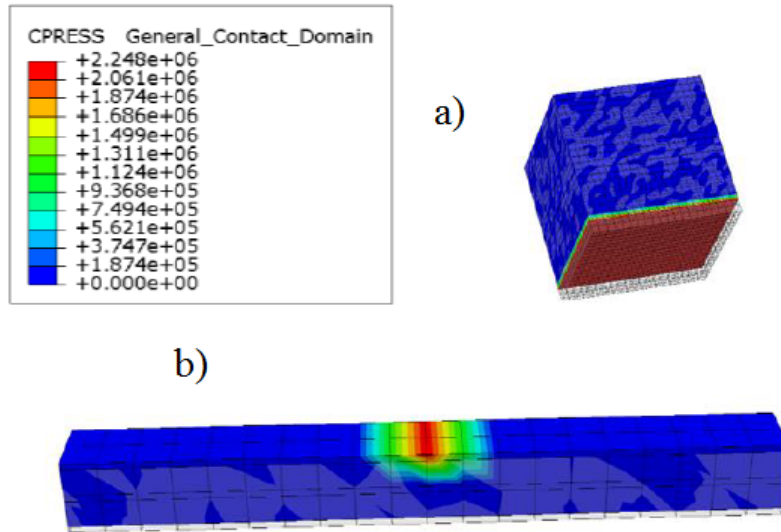 CPRESS General_Contact_Domain
+2.248e+06
+2.061e+06
+1.874e+06
+1.686e+06
+1.499e+06
+1.311e+06
+1.124e+06
+9.368e+05
+7.494e+05
+5.621e+05
+3.747e+05
+1.874e+05
+0.000e+00
a)
b)